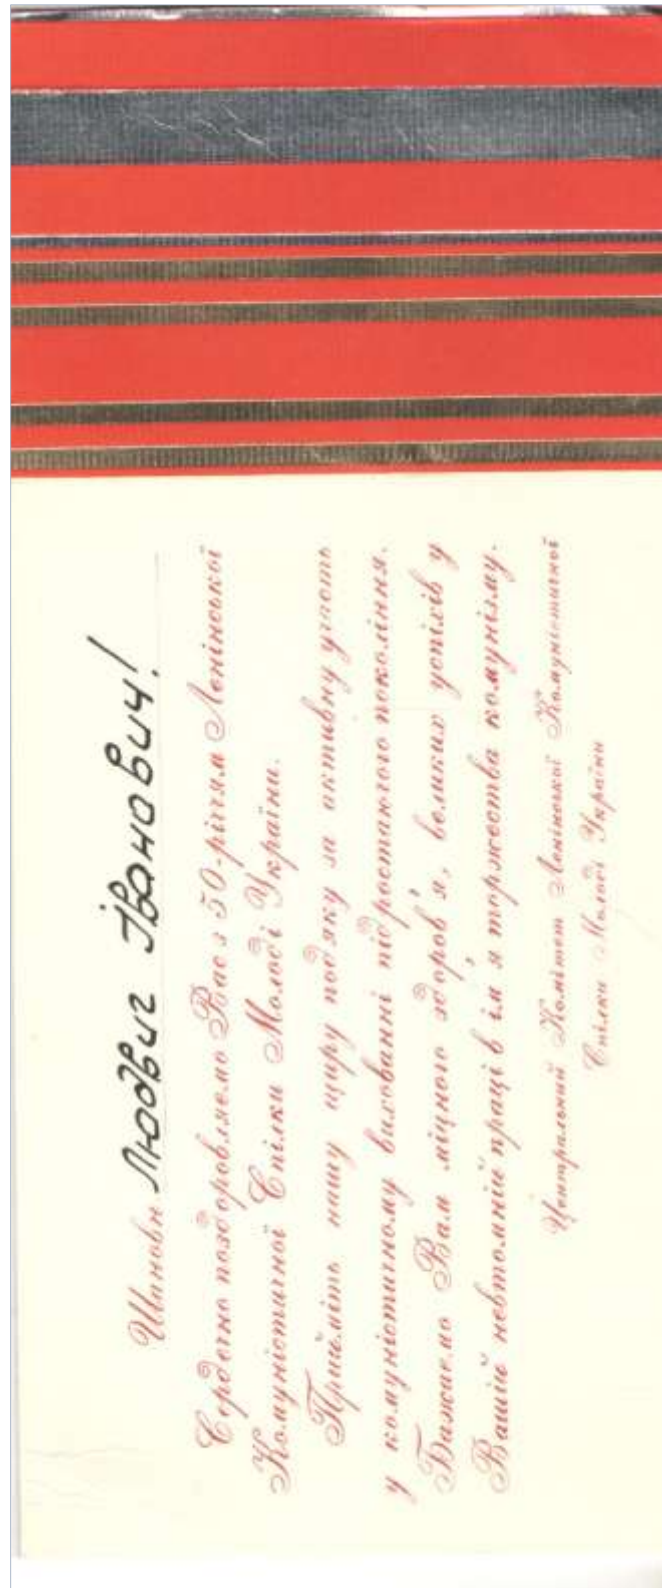 Шановн Людвиг Іванович!
Сердечно поздоровляємо Вас з 50-річчям Ленінської
Комуністичної Спілки Молоді України.
Прийміть нашу щиру подяку за активну участь
у комуністичному вихованні підростаючого покоління.
Бажаємо Вам міцного здоров'я, великих успіхів у
Вашій невтомній праці в ім'я торжества комунізму.
Центральний Комітет Ленінської Комуністичної
Спілки Молоді України